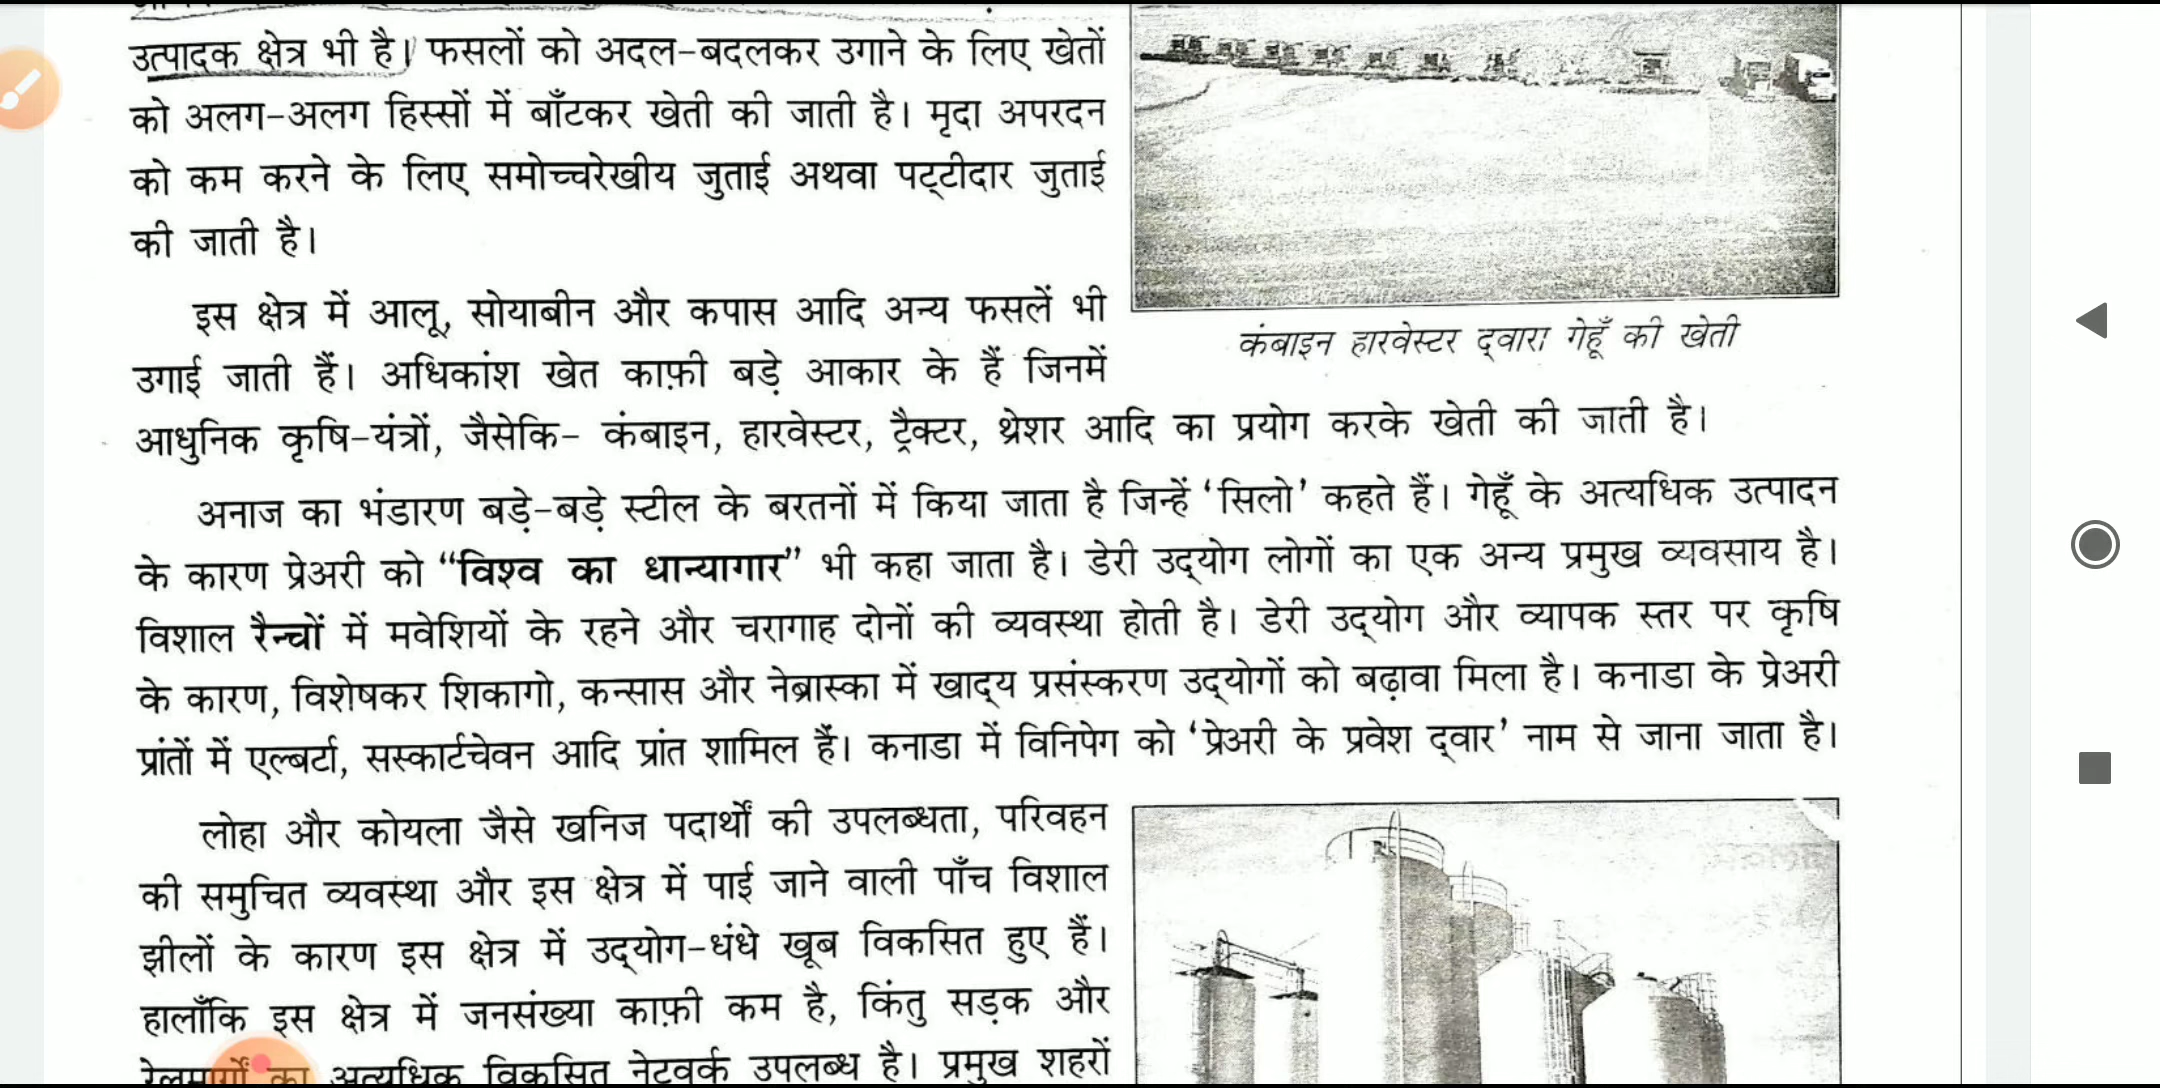 उत्पादक क्षेत्र भी है। फसलों को अदल-बदलकर उगाने के लिए खेतों
को अलग-अलग हिस्सों में बाँटकर खेती की जाती है। मृदा अपरदन
को कम करने के लिए समोच्चरेखीय जुताई अथवा पट्टीदार जुताई
की जाती है।
इस क्षेत्र में आलू, सोयाबीन और कपास आदि अन्य फसलें भी
उगाई जाती हैं। अधिकांश खेत काफ़ी बड़े आकार के हैं जिनमें
कंबाइन हारवेस्टर द्वारा गेहूँ की खेती
आधुनिक कृषि-यंत्रों, जैसेकि- कंबाइन, हारवेस्टर, ट्रैक्टर, थ्रेशर आदि का प्रयोग करके खेती की जाती है।
अनाज का भंडारण बड़े-बड़े स्टील के बरतनों में किया जाता है जिन्हें ‘सिलो’ कहते हैं। गेहूँ के अत्यधिक उत्पादन
के कारण प्रेअरी को “विश्व का धान्यागार” भी कहा जाता है। डेरी उद्योग लोगों का एक अन्य प्रमुख व्यवसाय है।
विशाल रैन्चों में मवेशियों के रहने और चरागाह दोनों की व्यवस्था होती है। डेरी उद्योग और व्यापक स्तर पर कृषि
के कारण, विशेषकर शिकागो, कन्सास और नेब्रास्का में खाद्य प्रसंस्करण उद्योगों को बढ़ावा मिला है। कनाडा के प्रेअरी
प्रांतों में एल्बर्टा, सस्कार्टचेवन आदि प्रांत शामिल हैं। कनाडा में विनिपेग को ‘प्रेअरी के प्रवेश द्वार’ नाम से जाना जाता है।
लोहा और कोयला जैसे खनिज पदार्थों की उपलब्धता, परिवहन
की समुचित व्यवस्था और इस क्षेत्र में पाई जाने वाली पाँच विशाल
झीलों के कारण इस क्षेत्र में उद्योग-धंधे खूब विकसित हुए हैं।
हालाँकि इस क्षेत्र में जनसंख्या काफ़ी कम है, किंतु सड़क और
रेलमार्गों का अत्यधिक विकसित नेटवर्क उपलब्ध है। प्रमुख शहरों